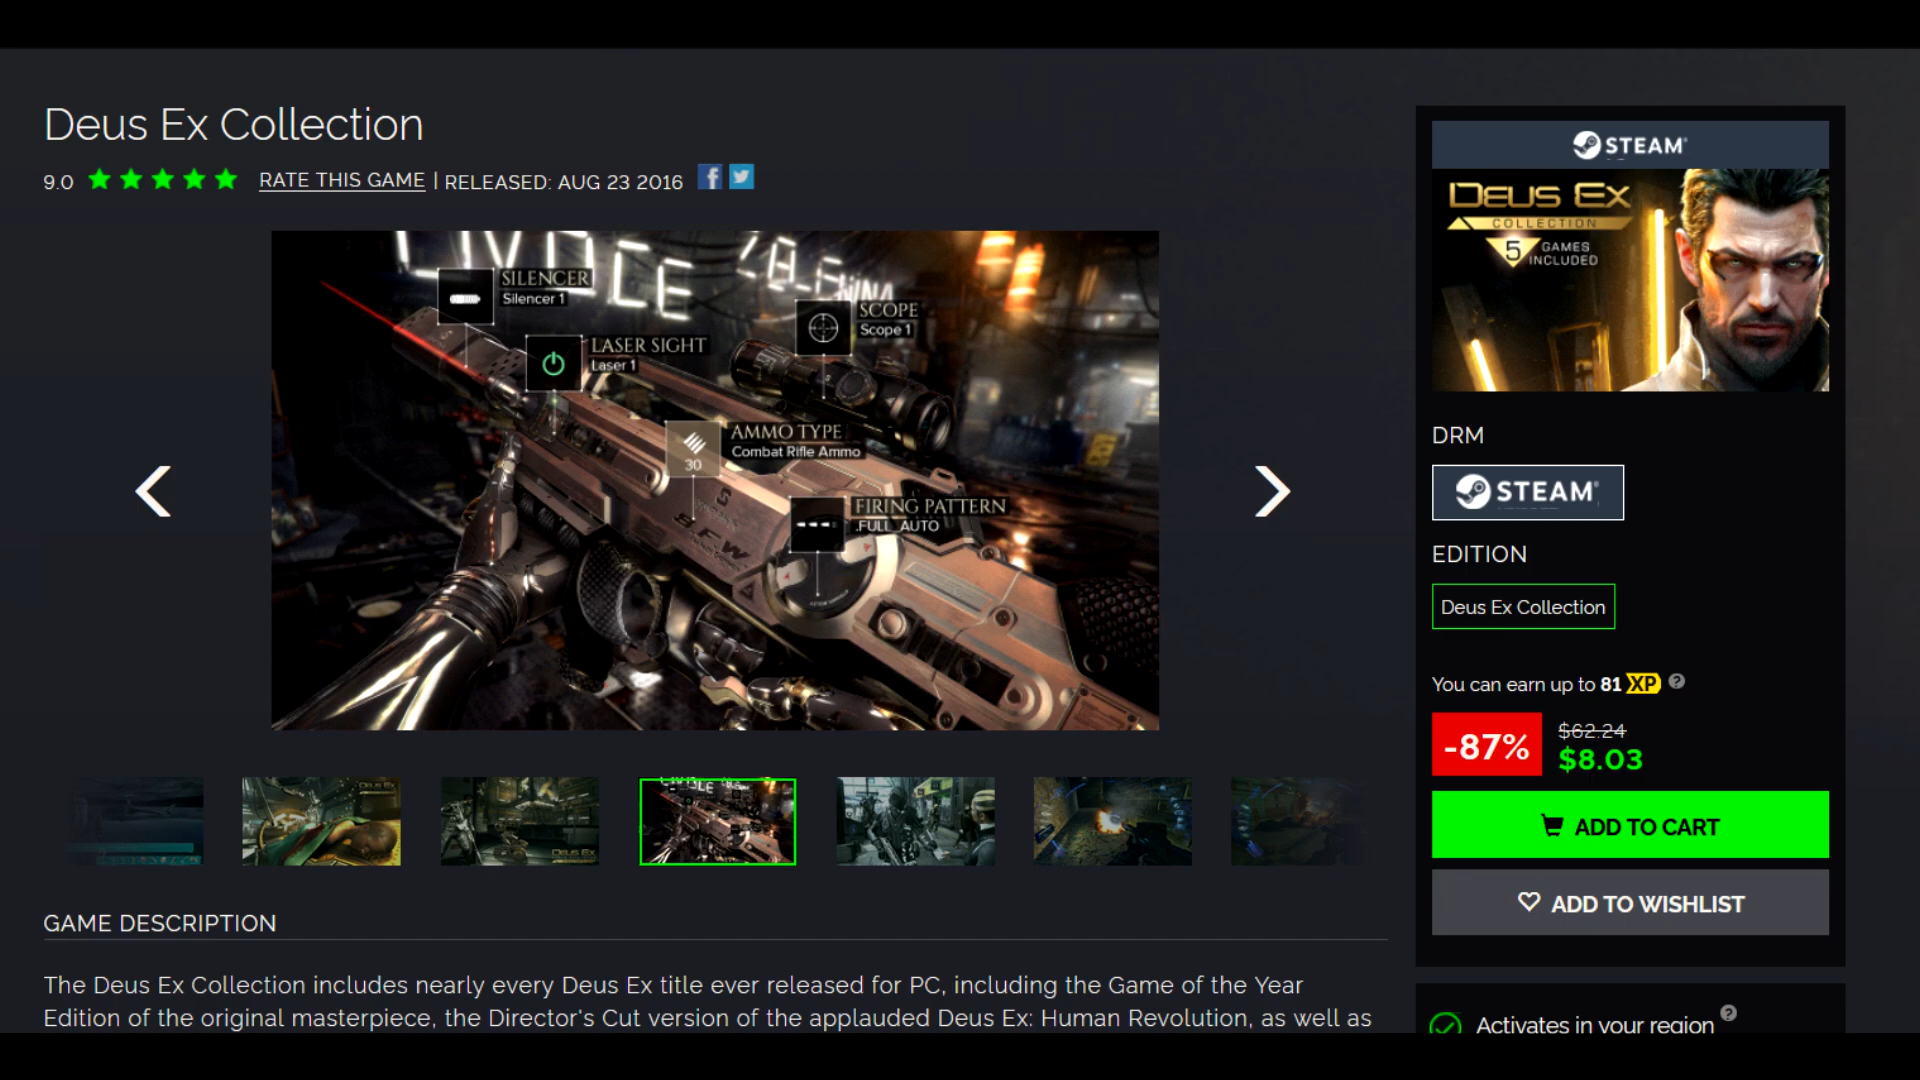 Deus Ex Collection
9.0 RATE THIS GAME | RELEASED: AUG 23 2016
SILENCER
Silencer 1
SCOPE
Scope 1
LASER SIGHT
Laser 1
AMMO TYPE
Combat Rifle Ammo
30
FIRING PATTERN
.FULL_AUTO
STEAM
DEUS EX
COLLECTION
5 GAMES
INCLUDED
DRM
STEAM
EDITION
Deus Ex Collection
You can earn up to 81 XP ?
-87%
$62.24
$8.03
ADD TO CART
ADD TO WISHLIST
GAME DESCRIPTION
The Deus Ex Collection includes nearly every Deus Ex title ever released for PC, including the Game of the Year
Edition of the original masterpiece, the Director's Cut version of the applauded Deus Ex: Human Revolution, as well as
Activates in your region ?